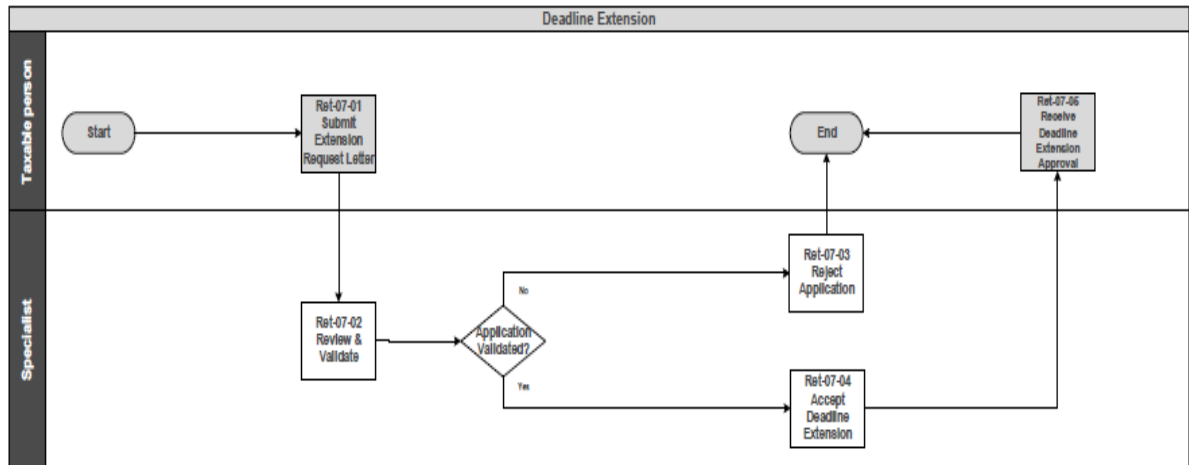 Deadline Extension
Taxable person
Start
Ret-07-01
Submit
Extension
Request Letter
End
Ret-07-06
Receive
Deadline
Extension
Approval
Specialist
Ret-07-02
Review &
Validate
Application
Validated?
No
Yes
Ret-07-03
Reject
Application
Ret-07-04
Accept
Deadline
Extension